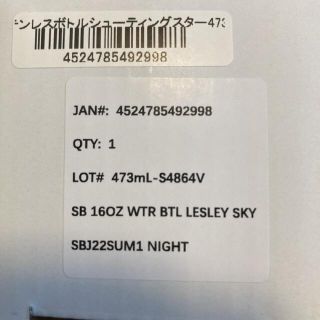 ンレスボトルシューティングスター473
4524785492998
JAN#: 4524785492998
QTY: 1
LOT# 473mL-S4864V
SB 16OZ WTR BTL LESLEY SKY
SBJ22SUM1 NIGHT